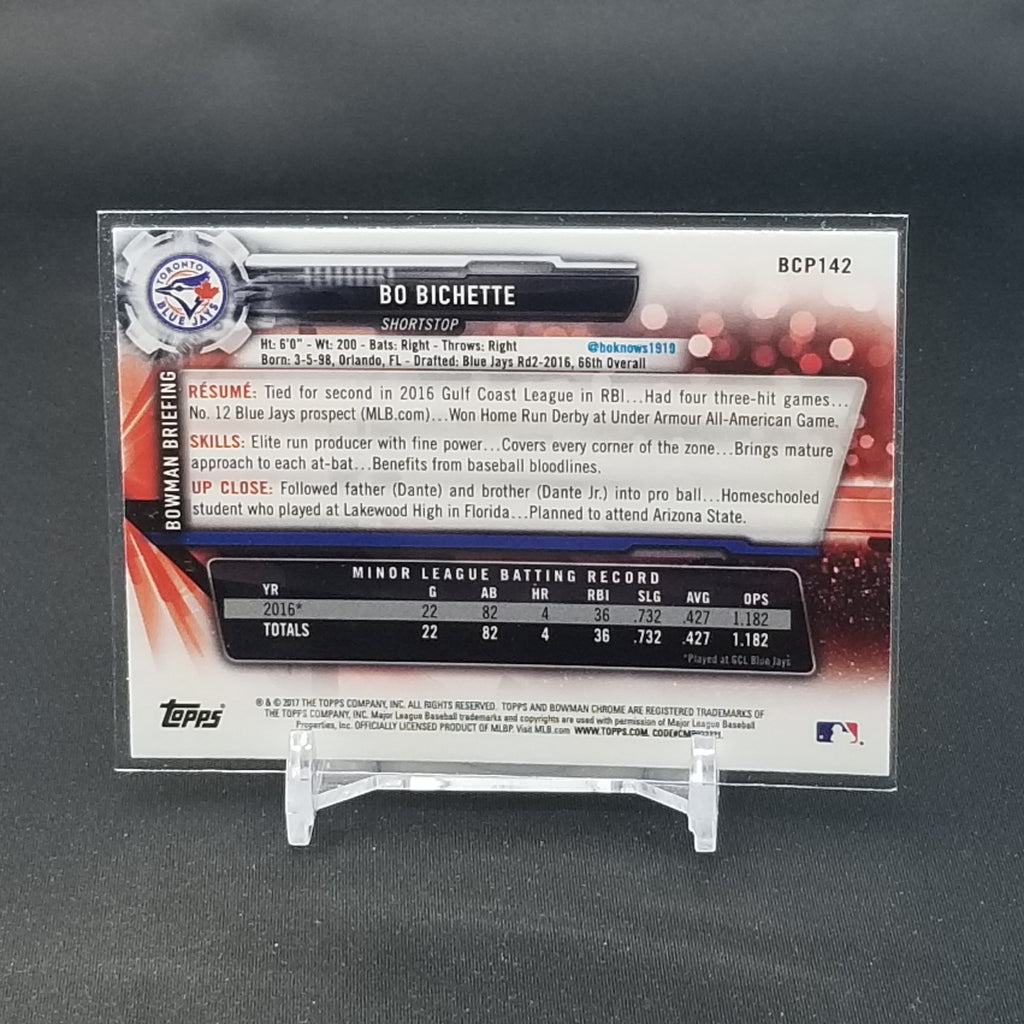 TORONTO
BLUE JAYS
BCP142
BO BICHETTE
SHORTSTOP
Ht: 6'0" - Wt: 200 - Bats: Right - Throws: Right
@boknows1910
Born: 3-5-98, Orlando, FL - Drafted: Blue Jays Rd2-2016, 66th Overall
BOWMAN BRIEFING
RÉSUMÉ: Tied for second in 2016 Gulf Coast League in RBI...Had four three-hit games...
No. 12 Blue Jays prospect (MLB.com)...Won Home Run Derby at Under Armour All-American Game.
SKILLS: Elite run producer with fine power...Covers every corner of the zone...Brings mature
approach to each at-bat...Benefits from baseball bloodlines.
UP CLOSE: Followed father (Dante) and brother (Dante Jr.) into pro ball...Homeschooled
student who played at Lakewood High in Florida...Planned to attend Arizona State.
MINOR LEAGUE BATTING RECORD
YR G AB HR RBI SLG AVG OPS
2016* 22 82 4 36 .732 .427 1.182
TOTALS 22 82 4 36 .732 .427 1.182
*Played at GCL Blue Jays
topps®
® & © 2017 THE TOPPS COMPANY, INC. ALL RIGHTS RESERVED. TOPPS AND BOWMAN CHROME ARE REGISTERED TRADEMARKS OF
THE TOPPS COMPANY, INC. Major League Baseball trademarks and copyrights are used with permission of Major League Baseball
Properties, Inc. OFFICIALLY LICENSED PRODUCT OF MLBP. Visit MLB.com WWW.TOPPS.COM.